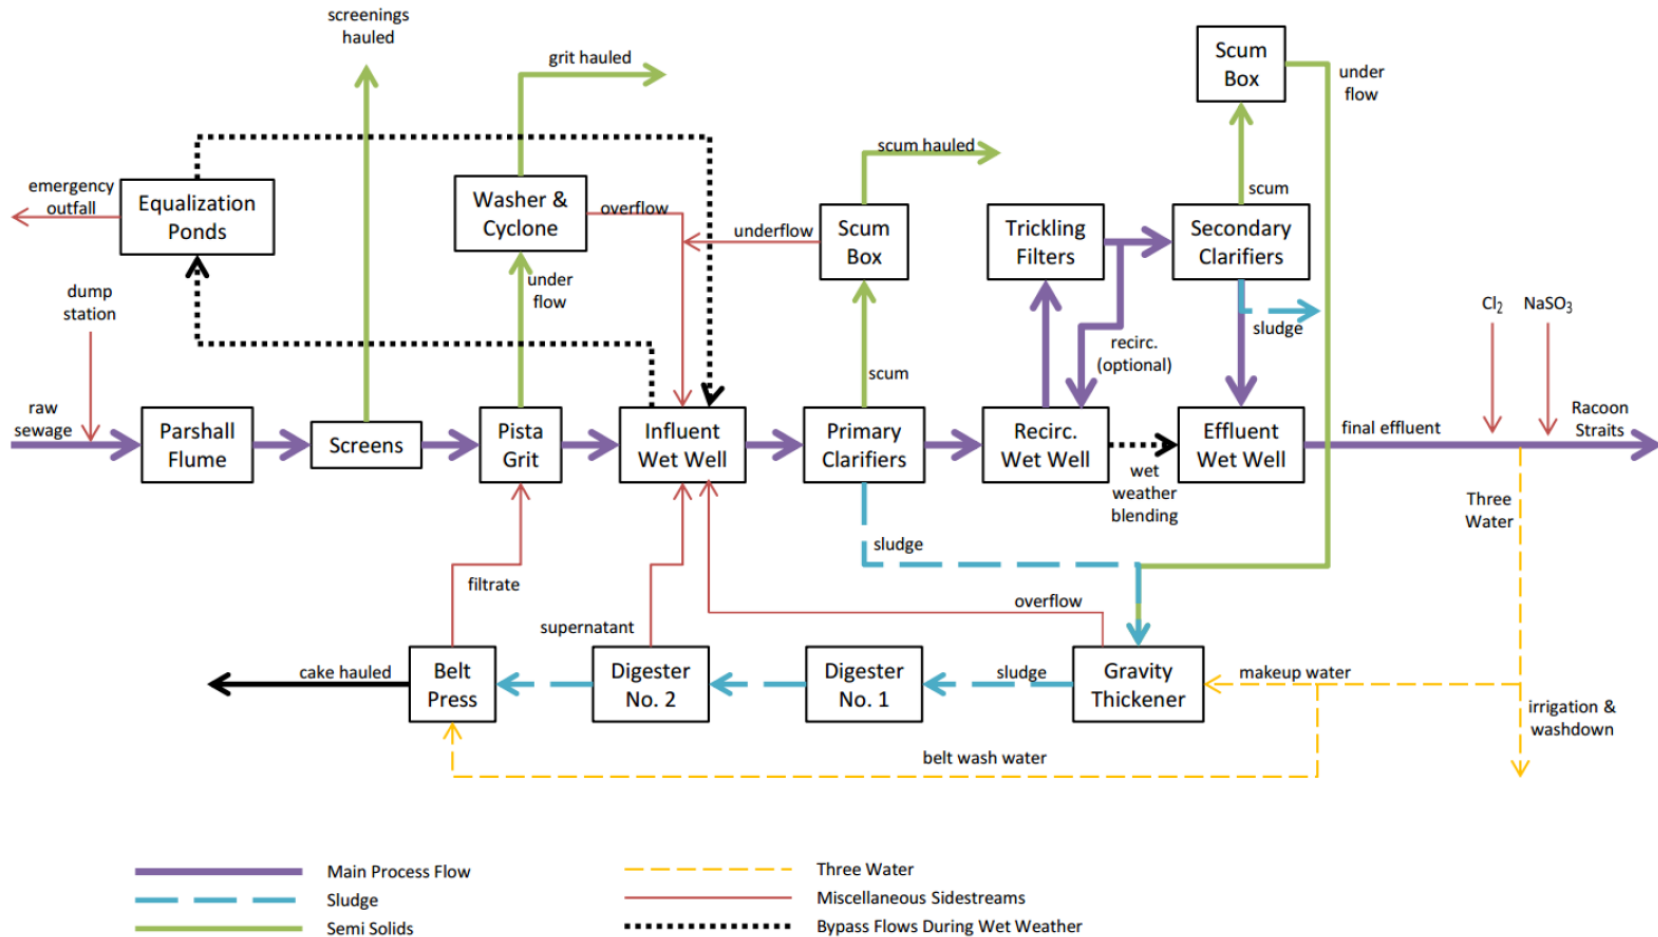 screenings
hauled
grit hauled
Scum
Box
under
flow
scum hauled
emergency
outfall
Equalization
Ponds
Washer &
Cyclone
overflow
underflow
Scum
Box
Trickling
Filters
scum
Secondary
Clarifiers
dump
station
under
flow
sludge
recirc.
(optional)
Cl2
NaSO3
scum
raw
sewage
Parshall
Flume
Screens
Pista
Grit
Influent
Wet Well
Primary
Clarifiers
Recirc.
Wet Well
wet
weather
blending
Effluent
Wet Well
final effluent
Racoon
Straits
Three
Water
sludge
filtrate
overflow
supernatant
cake hauled
Belt
Press
Digester
No. 2
Digester
No. 1
sludge
Gravity
Thickener
makeup water
irrigation &
washdown
belt wash water
Main Process Flow
Sludge
Semi Solids
Three Water
Miscellaneous Sidestreams
Bypass Flows During Wet Weather